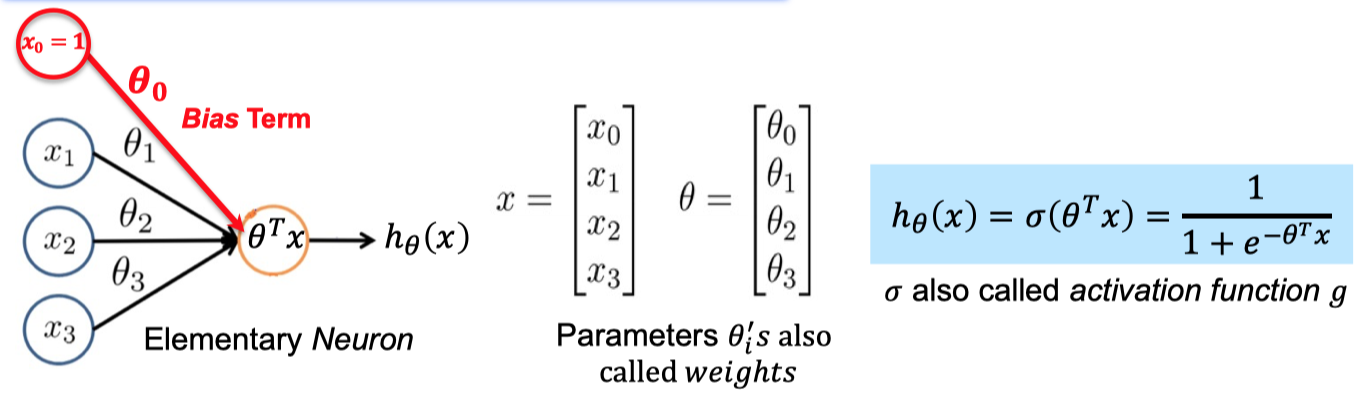 x₀ = 1
θ₀
Bias Term
x₁
θ₁
x₂
θ₂
θ₃
x₃
θᵀx
h_θ(x)
Elementary Neuron
x = [x₀ x₁ x₂ x₃]
θ = [θ₀ θ₁ θ₂ θ₃]
Parameters θᵢ′s also
called weights
h_θ(x) = σ(θᵀx) = 1 / (1 + e^(−θᵀx))
σ also called activation function g